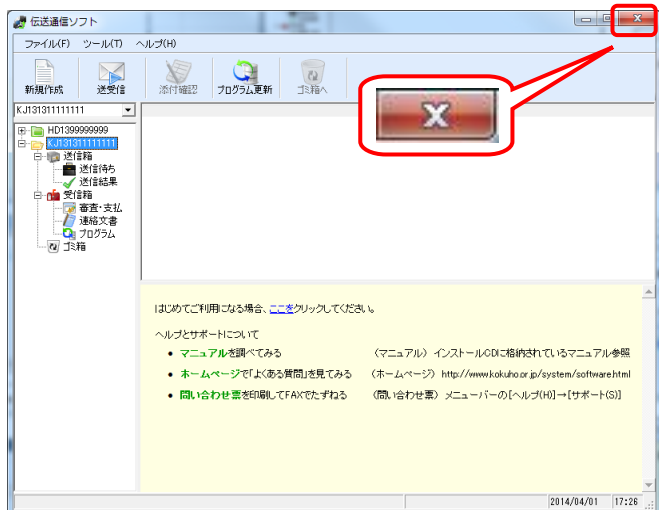 伝送通信ソフト
ファイル(F) ツール(T) ヘルプ(H)
新規作成 送受信 添付確認 プログラム更新 ゴミ箱へ
KJ131311111111
HD1399999999
KJ131311111111
送信箱
送信待ち
送信結果
受信箱
審査・支払
連絡文書
プログラム
ゴミ箱
はじめてご利用になる場合、ここをクリックしてください。
ヘルプとサポートについて
• マニュアルを調べてみる （マニュアル） インストールCDに格納されているマニュアル参照
• ホームページで「よくある質問」を見てみる （ホームページ） http://www.kokuho.or.jp/system/software.html
• 問い合わせ票を印刷してFAXでたずねる （問い合わせ票） メニューバーの[ヘルプ(H)]→[サポート(S)]
2014/04/01 17:26